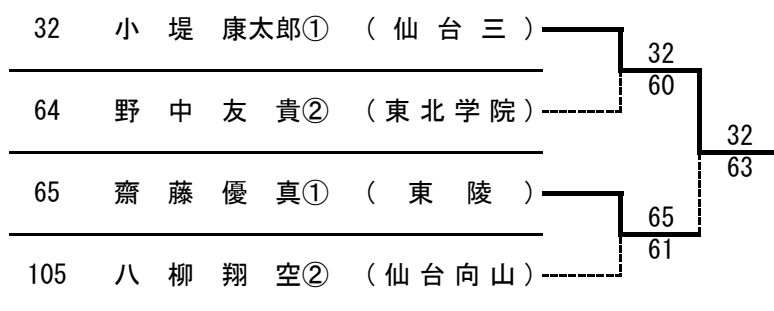 32 小 堤 康太郎① (仙 台 三)
32
60
64 野 中 友 貴② (東北学院)
32
63
65 齋 藤 優 真① (東 陵)
65
61
105 八 柳 翔 空② (仙台向山)